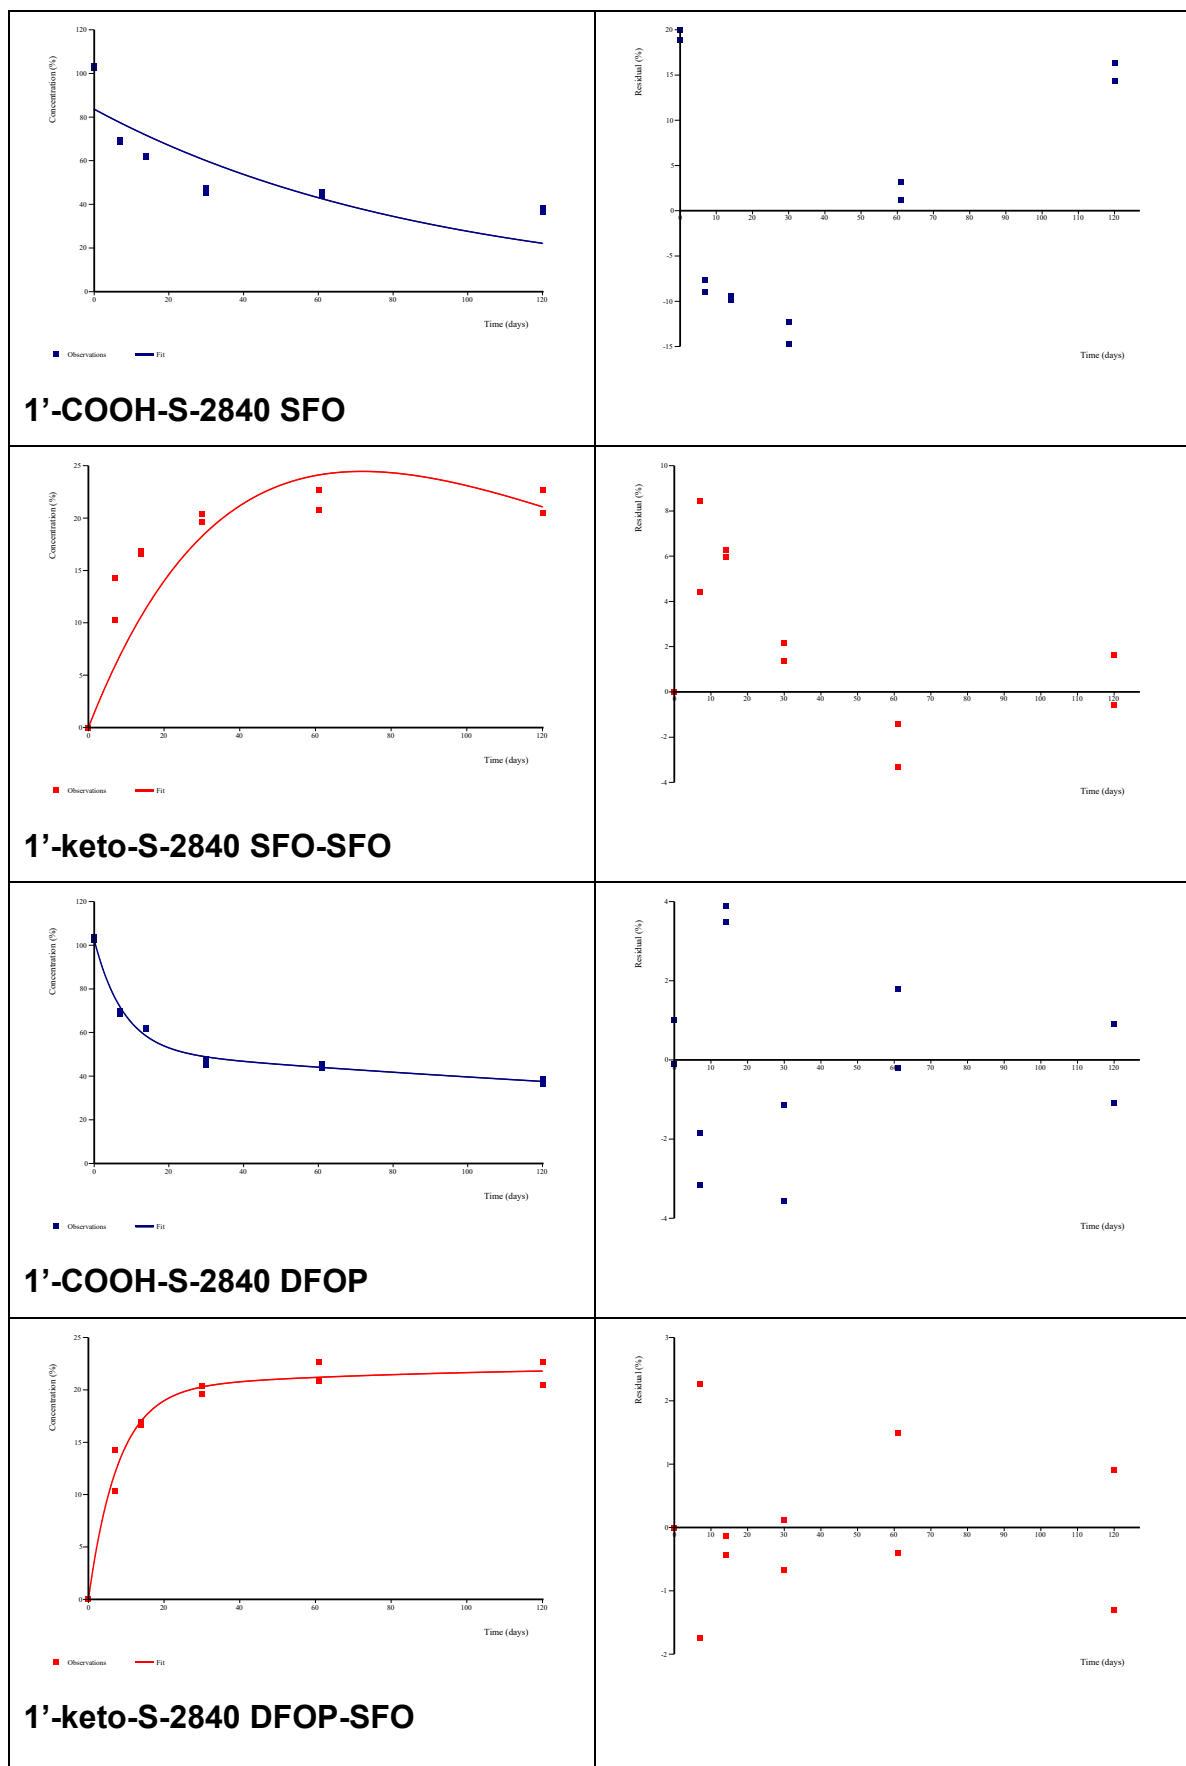 Concentration (%)
120
100
80
60
40
20
0
0 20 40 60 80 100 120
Time (days)
Observations Fit
1'-COOH-S-2840 SFO
Residual (%)
20
15
10
5
0
-5
-10
-15
10 20 30 40 50 60 70 80 90 100 110 120
Time (days)
Concentration (%)
25
20
15
10
5
0
0 20 40 60 80 100 120
Time (days)
Observations Fit
1'-keto-S-2840 SFO-SFO
Residual (%)
10
8
6
4
2
0
-2
-4
0 10 20 30 40 50 60 70 80 90 100 110 120
Time (days)
Concentration (%)
120
100
80
60
40
20
0
0 20 40 60 80 100 120
Time (days)
Observations Fit
1'-COOH-S-2840 DFOP
Residual (%)
4
2
0
-2
-4
10 20 30 40 50 60 70 80 90 100 110 120
Time (days)
Concentration (%)
25
20
15
10
5
0
0 20 40 60 80 100 120
Time (days)
Observations Fit
1'-keto-S-2840 DFOP-SFO
Residual (%)
3
2
1
0
-1
-2
0 10 20 30 40 50 60 70 80 90 100 110 120
Time (days)